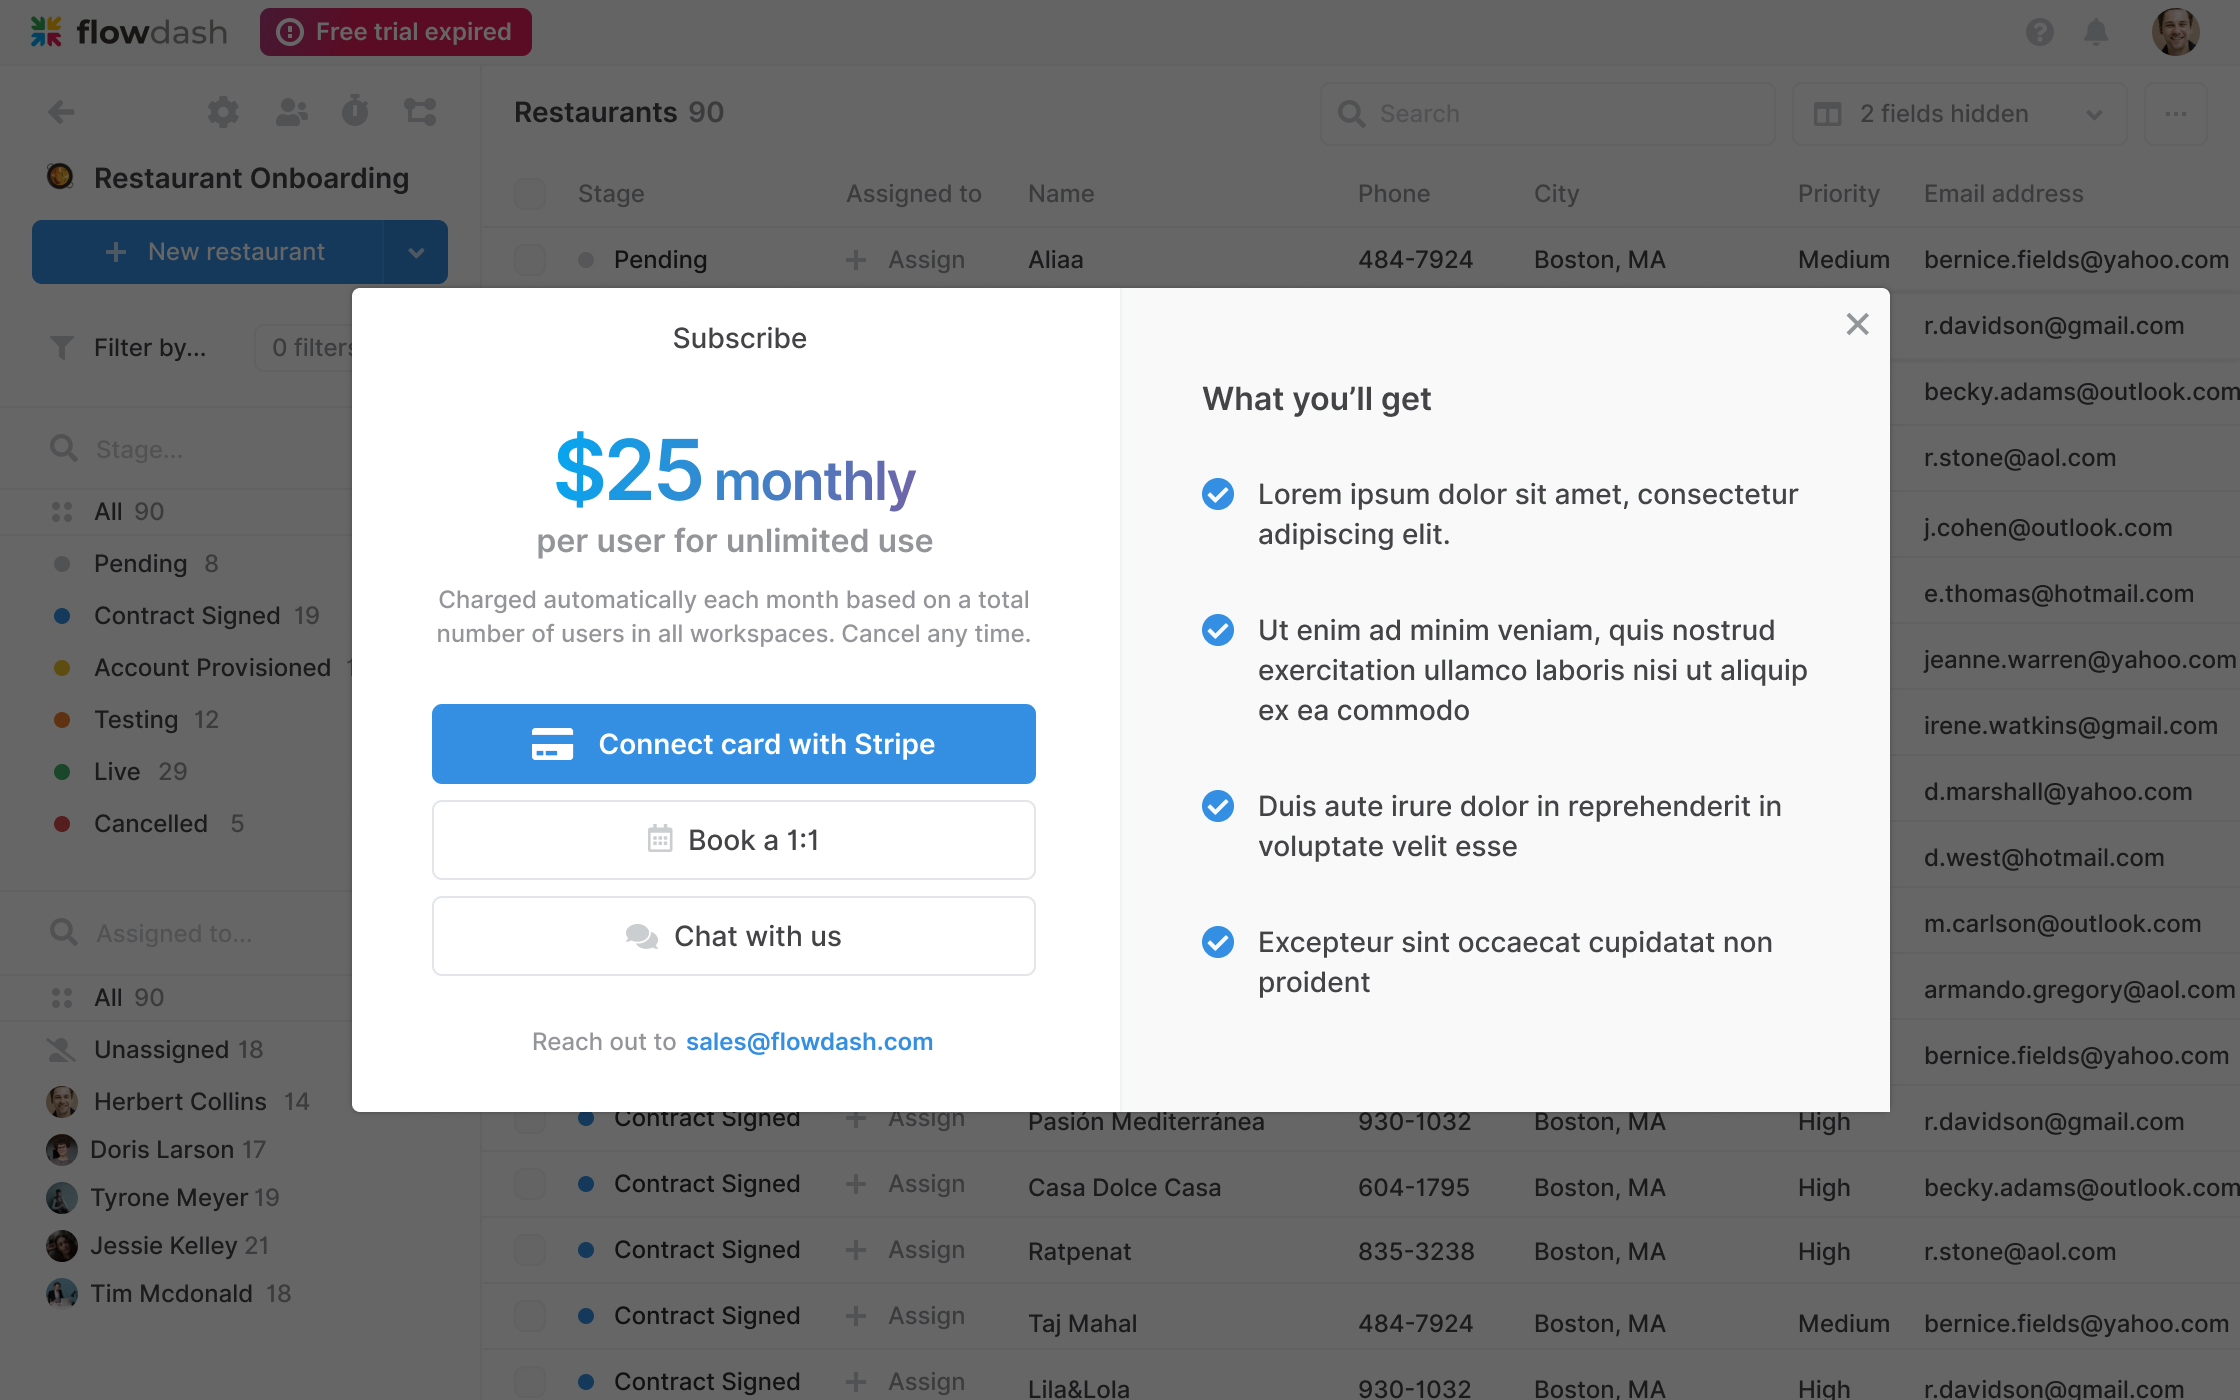 flowdash
Free trial expired
Restaurant Onboarding
New restaurant
Filter by...
0 filters
Stage...
All 90
Pending 8
Contract Signed 19
Account Provisioned
Testing 12
Live 29
Cancelled 5
Assigned to...
All 90
Unassigned 18
Herbert Collins 14
Doris Larson 17
Tyrone Meyer 19
Jessie Kelley 21
Tim Mcdonald 18
Restaurants 90
Search
2 fields hidden
Stage Assigned to Name Phone City Priority Email address
Pending Assign Aliaa 484-7924 Boston, MA Medium bernice.fields@yahoo.com
r.davidson@gmail.com
becky.adams@outlook.com
r.stone@aol.com
j.cohen@outlook.com
e.thomas@hotmail.com
jeanne.warren@yahoo.com
irene.watkins@gmail.com
d.marshall@yahoo.com
d.west@hotmail.com
m.carlson@outlook.com
armando.gregory@aol.com
bernice.fields@yahoo.com
Contract Signed Assign Pasión Mediterránea 930-1032 Boston, MA High r.davidson@gmail.com
Contract Signed Assign Casa Dolce Casa 604-1795 Boston, MA High becky.adams@outlook.com
Contract Signed Assign Ratpenat 835-3238 Boston, MA High r.stone@aol.com
Contract Signed Assign Taj Mahal 484-7924 Boston, MA Medium bernice.fields@yahoo.com
Contract Signed Assign Lila&Lola 930-1032 Boston, MA High r.davidson@gmail.com
Subscribe
$25 monthly
per user for unlimited use
Charged automatically each month based on a total
number of users in all workspaces. Cancel any time.
Connect card with Stripe
Book a 1:1
Chat with us
Reach out to sales@flowdash.com
What you’ll get
Lorem ipsum dolor sit amet, consectetur
adipiscing elit.
Ut enim ad minim veniam, quis nostrud
exercitation ullamco laboris nisi ut aliquip
ex ea commodo
Duis aute irure dolor in reprehenderit in
voluptate velit esse
Excepteur sint occaecat cupidatat non
proident